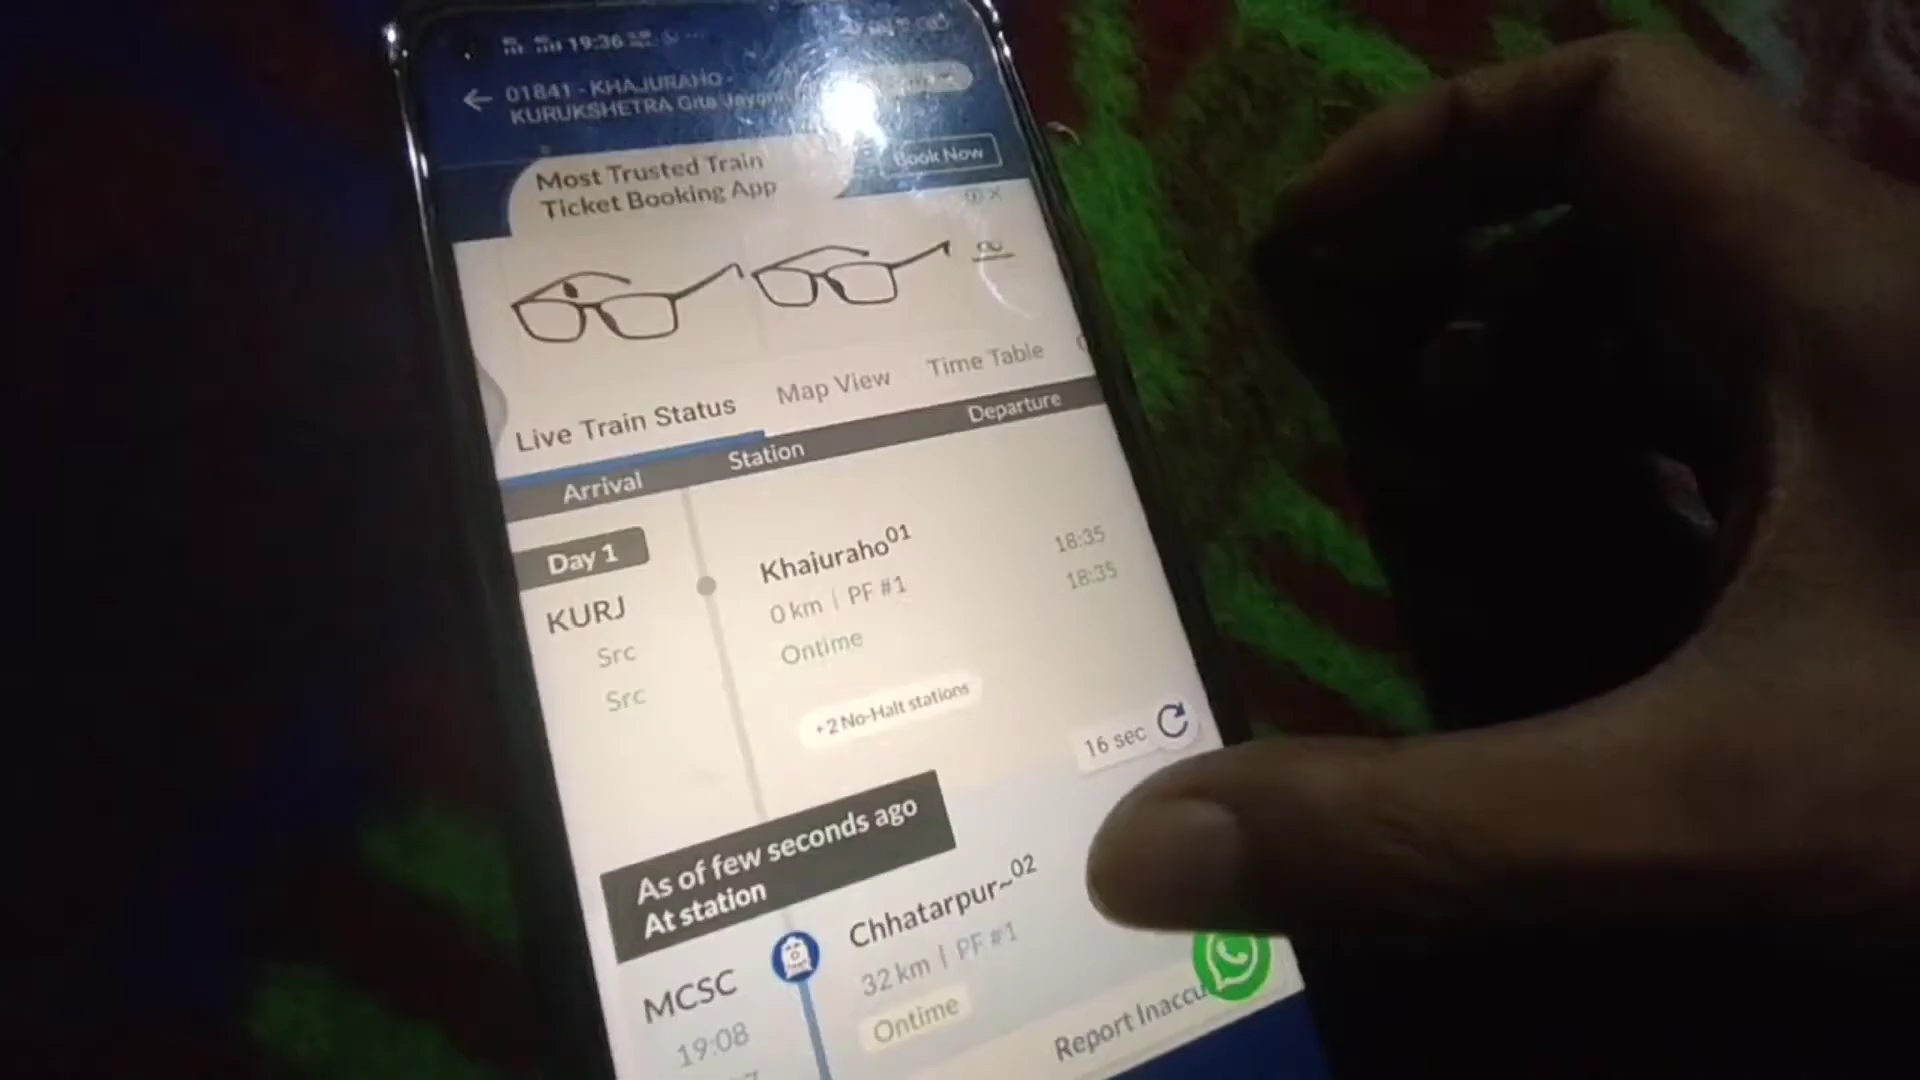 19:36
01841 - KHAJURAHO -
KURUKSHETRA Gita
Most Trusted Train
Ticket Booking App
Book Now
Live Train Status
Map View
Time Table
Arrival
Station
Departure
Day 1
KURJ
Src
Src
Khajuraho01
0 km | PF #1
Ontime
18:35
18:35
+2 No-Halt stations
16 sec
As of few seconds ago
At station
MCSC
19:08
Chhatarpur~02
32 km | PF #1
Ontime
Report Inaccu